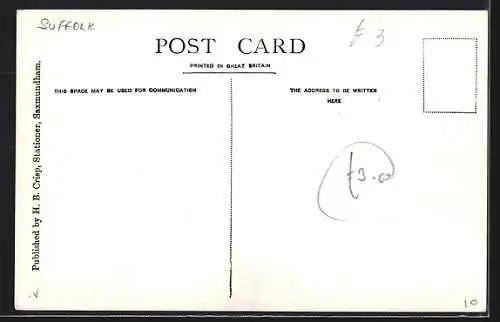 SUFFOLK
£3
POST CARD
PRINTED IN GREAT BRITAIN
THIS SPACE MAY BE USED FOR COMMUNICATION
THE ADDRESS TO BE WRITTEN
HERE
£3.00
Published by H. B. Crisp, Stationer, Saxmundham.
10